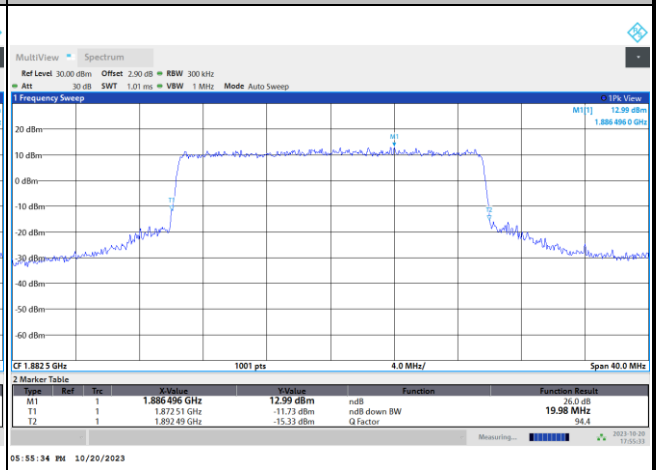 MultiView Spectrum
Ref Level 30.00 dBm Offset 2.90 dB RBW 300 kHz
Att 30 dB SWT 1.01 ms VBW 1 MHz Mode Auto Sweep
1 Frequency Sweep 1Pk View
M1[1] 12.99 dBm
1.886 496 0 GHz
20 dBm
M1
10 dBm
0 dBm
T1
-10 dBm
T2
-20 dBm
-30 dBm
-40 dBm
-50 dBm
-60 dBm
CF 1.882 5 GHz 1001 pts 4.0 MHz/ Span 40.0 MHz
2 Marker Table
Type Ref Trc X-Value Y-Value Function Function Result
M1 1 1.886 496 GHz 12.99 dBm ndB 26.0 dB
T1 1 1.872 51 GHz -11.73 dBm ndB down BW 19.98 MHz
T2 1 1.892 49 GHz -15.33 dBm Q Factor 94.4
Measuring... 2023-10-20
17:55:33
05:55:34 PM 10/20/2023